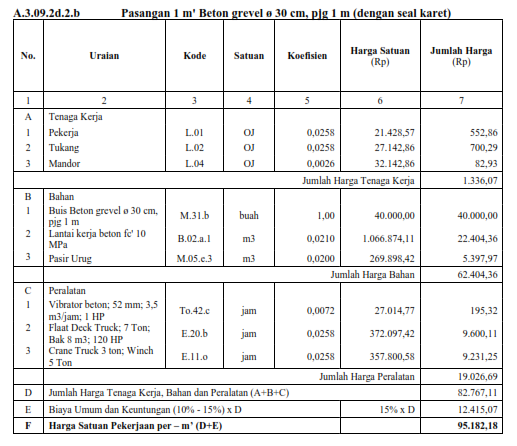 A.3.09.2d.2.b Pasangan 1 m' Beton grevel ø 30 cm, pjg 1 m (dengan seal karet)
No. Uraian Kode Satuan Koefisien Harga Satuan (Rp) Jumlah Harga (Rp)
1 2 3 4 5 6 7
A Tenaga Kerja
1 Pekerja L.01 OJ 0,0258 21.428,57 552,86
2 Tukang L.02 OJ 0,0258 27.142,86 700,29
3 Mandor L.04 OJ 0,0026 32.142,86 82,93
Jumlah Harga Tenaga Kerja 1.336,07
B Bahan
1 Buis Beton grevel ø 30 cm, pjg 1 m M.31.b buah 1,00 40.000,00 40.000,00
2 Lantai kerja beton fc' 10 MPa B.02.a.1 m3 0,0210 1.066.874,11 22.404,36
3 Pasir Urug M.05.e.3 m3 0,0200 269.898,42 5.397,97
Jumlah Harga Bahan 62.404,36
C Peralatan
1 Vibrator beton; 52 mm; 3,5 m3/jam; 1 HP To.42.c jam 0,0072 27.014,77 195,32
2 Flaat Deck Truck; 7 Ton; Bak 8 m3; 120 HP E.20.b jam 0,0258 372.097,42 9.600,11
3 Crane Truck 3 ton; Winch 5 Ton E.11.o jam 0,0258 357.800,58 9.231,25
Jumlah Harga Peralatan 19.026,69
D Jumlah Harga Tenaga Kerja, Bahan dan Peralatan (A+B+C) 82.767,11
E Biaya Umum dan Keuntungan (10% - 15%) x D 15% x D 12.415,07
F Harga Satuan Pekerjaan per – m' (D+E) 95.182,18